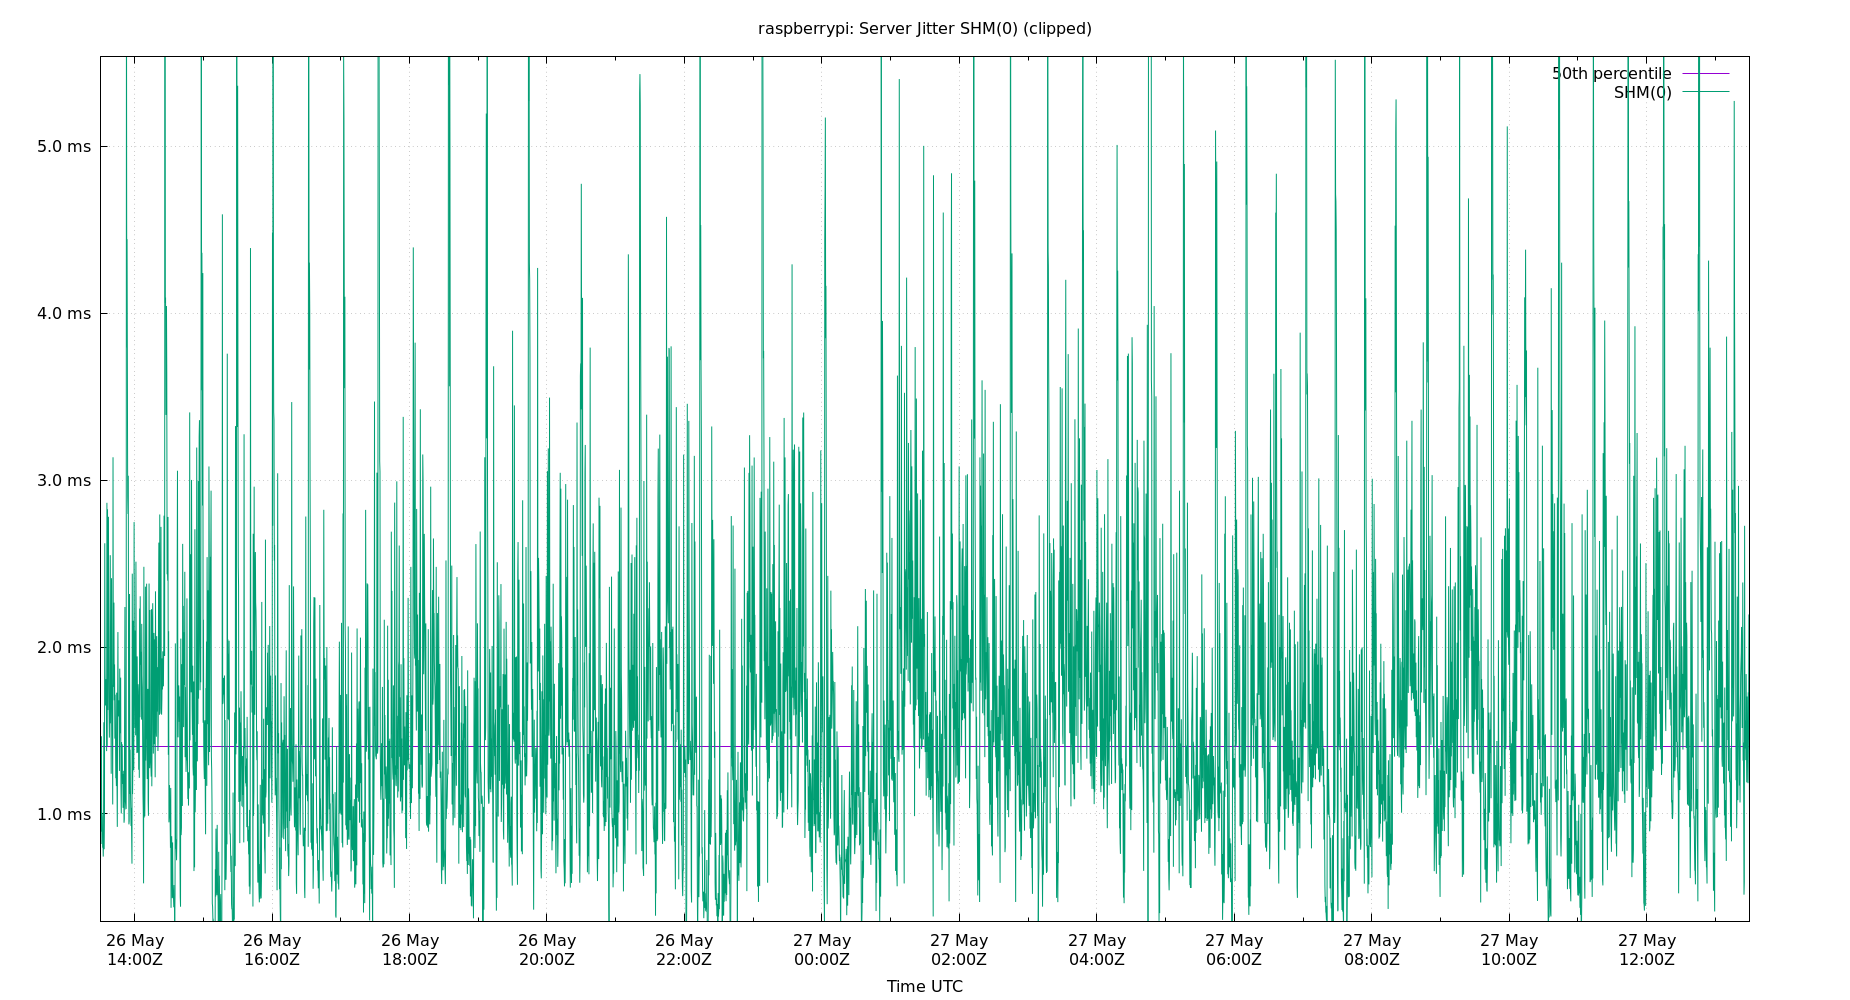 raspberrypi: Server Jitter SHM(0) (clipped)
50th percentile
SHM(0)
5.0 ms
4.0 ms
3.0 ms
2.0 ms
1.0 ms
26 May 26 May 26 May 26 May 26 May 27 May 27 May 27 May 27 May 27 May 27 May 27 May
14:00Z 16:00Z 18:00Z 20:00Z 22:00Z 00:00Z 02:00Z 04:00Z 06:00Z 08:00Z 10:00Z 12:00Z
Time UTC